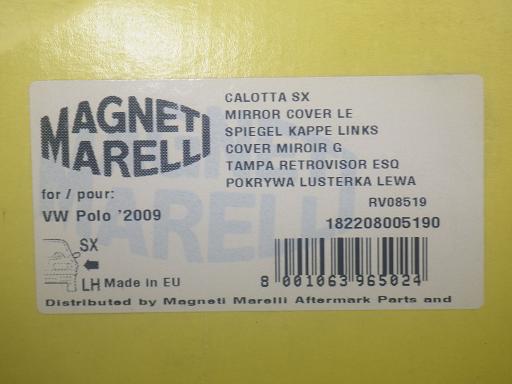 MAGNETI
MARELLI
CALOTTA SX
MIRROR COVER LE
SPIEGEL KAPPE LINKS
COVER MIROIR G
TAMPA RETROVISOR ESQ
POKRYWA LUSTERKA LEWA
for / pour:
VW Polo '2009
RV08519
182208005190
SX
LH Made in EU
8 001063 965024
Distributed by Magneti Marelli Aftermark Parts and